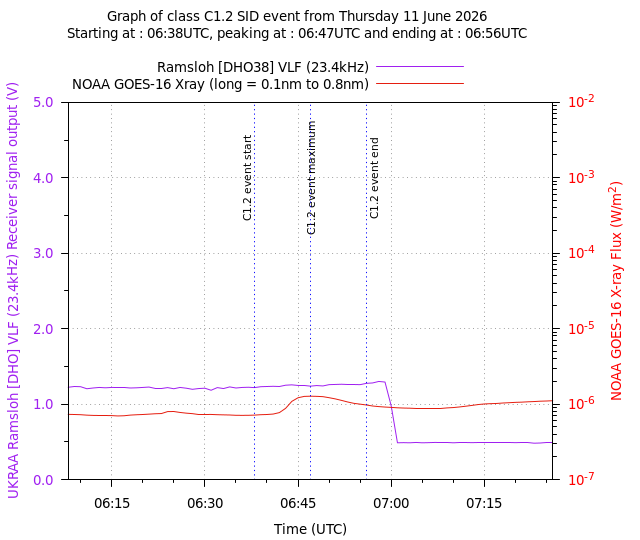 Graph of class C1.2 SID event from Thursday 11 June 2026
Starting at : 06:38UTC, peaking at : 06:47UTC and ending at : 06:56UTC
Ramsloh [DHO38] VLF (23.4kHz)
NOAA GOES-16 Xray (long = 0.1nm to 0.8nm)
UKRAA Ramsloh [DHO] VLF (23.4kHz) Receiver signal output (V)
5.0
4.0
3.0
2.0
1.0
0.0
C1.2 event start
C1.2 event maximum
C1.2 event end
10^-2
10^-3
10^-4
10^-5
10^-6
10^-7
NOAA GOES-16 X-ray Flux (W/m²)
06:15 06:30 06:45 07:00 07:15
Time (UTC)